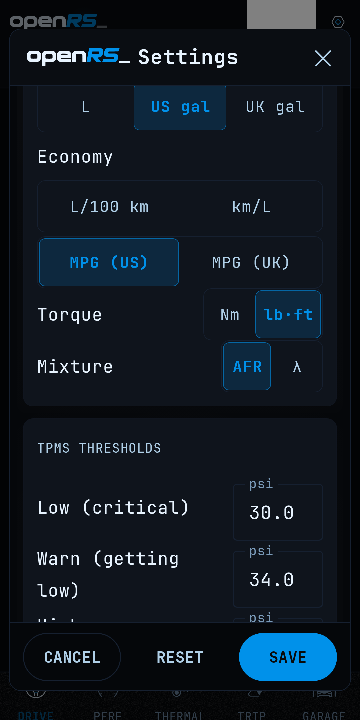 openRS_
openRS_ Settings
L US gal UK gal
Economy
L/100 km km/L
MPG (US) MPG (UK)
Torque Nm lb·ft
Mixture AFR λ
TPMS THRESHOLDS
psi
Low (critical) 30.0
psi
Warn (getting low) 34.0
psi
CANCEL RESET SAVE
DRIVE PERF THERMAL TRIP GARAGE